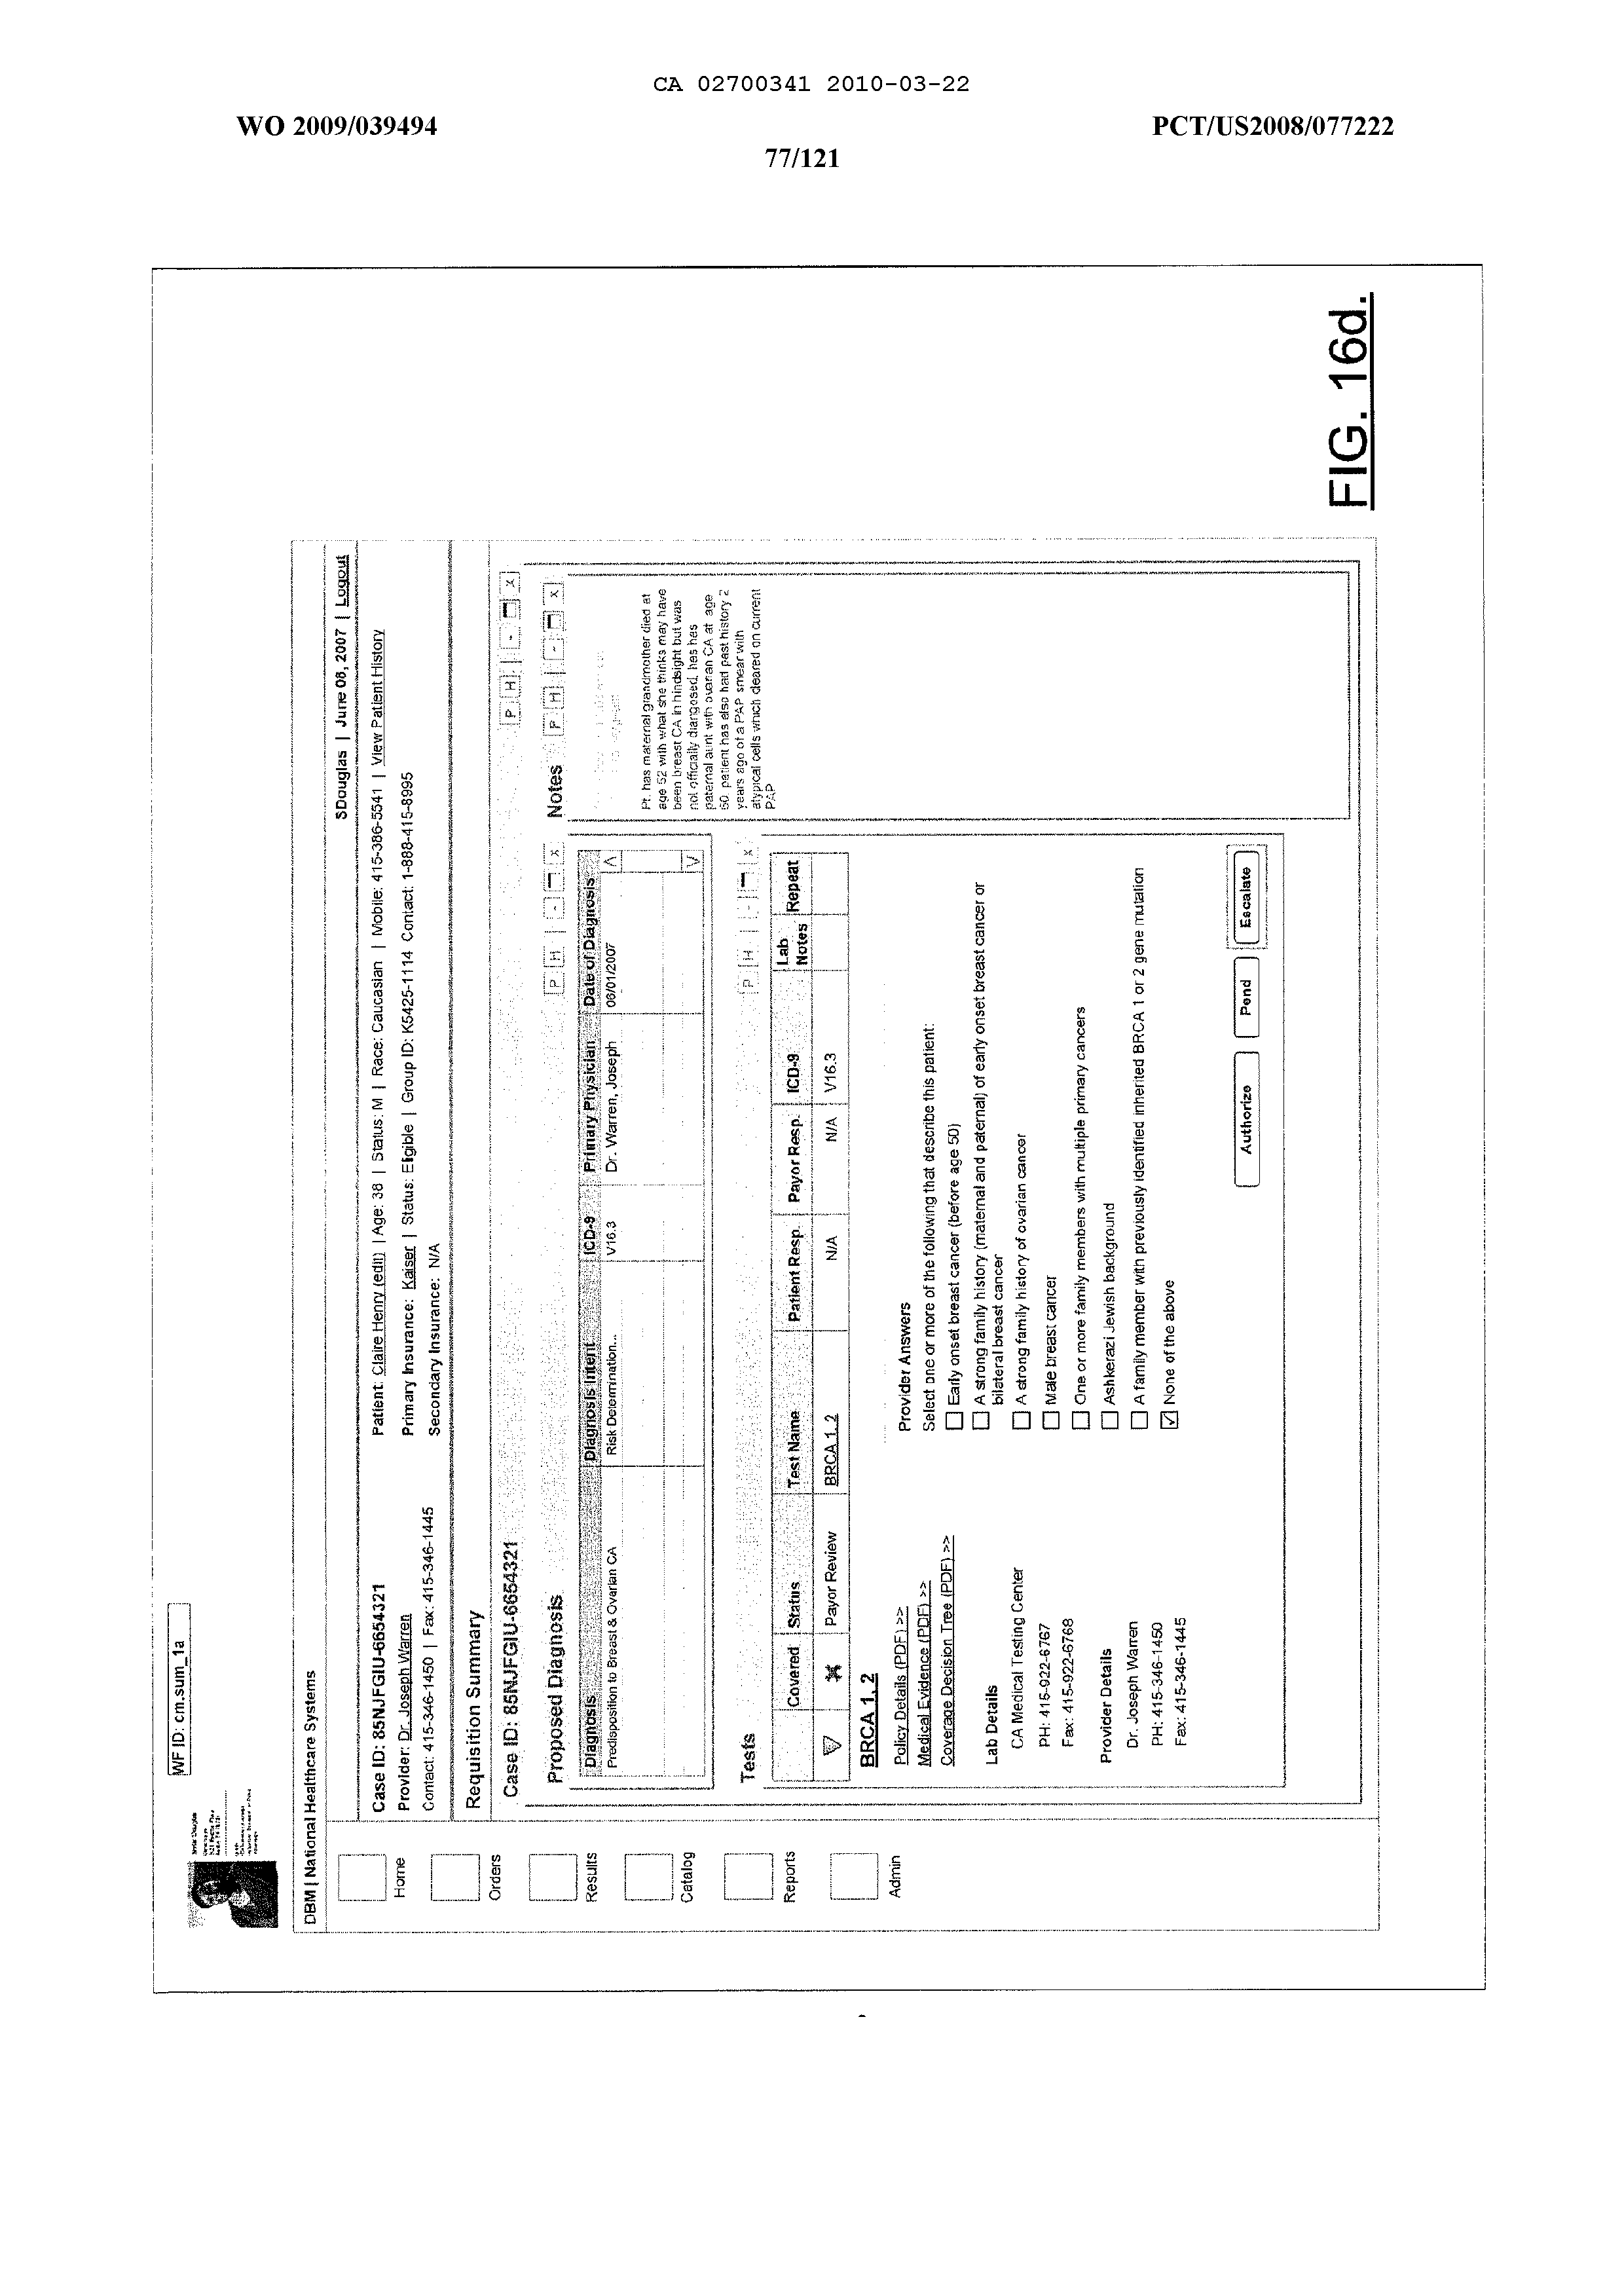 CA 02700341 2010-03-22
WO 2009/039494
PCT/US2008/077222
77/121
WF ID: cm.sum_1a
DBM | National Healthcare Systems
SDouglas | June 08, 2007 | Logout
Case ID: 85NJFGIU-6654321
Patient: Claire Henry (edit) | Age: 38 | Status: M | Race: Caucasian | Mobile: 415-386-5541 | View Patient History
Provider: Dr. Joseph Warren
Primary Insurance: Kaiser | Status: Eligible | Group ID: K5425-1114 Contact: 1-888-415-8995
Contact: 415-346-1450 | Fax: 415-346-1445
Secondary Insurance: N/A
Home
Orders
Results
Catalog
Reports
Admin
Requisition Summary
Case ID: 85NJFGIU-6654321
P H | - x
Proposed Diagnosis
P H | - x
Diagnosis Diagnosis Intent ICD-9 Primary Physician Date of Diagnosis
Predisposition to Breast & Ovarian CA Risk Determination... V16.3 Dr. Warren, Joseph 06/01/2007
Notes
P H | - x
Pt. has maternal grandmother died at
age 52 with what she thinks may have
been breast CA in hindsight but was
not officially diangosed, hes has
paternal aunt with ovarian CA at age
50. patient has also had past history 2
years ago of a PAP smear with
atypical cells which cleared on current
PAP
Tests
P H | - x
Covered Status Test Name Patient Resp. Payor Resp. ICD-9 Lab Notes Repeat
Payor Review BRCA 1, 2 N/A N/A V16.3
BRCA 1, 2
Policy Details (PDF) >>
Medical Evidence (PDF) >>
Coverage Decision Tree (PDF) >>
Lab Details
CA Medical Testing Center
PH: 415-922-6767
Fax: 415-922-6768
Provider Details
Dr. Joseph Warren
PH: 415-346-1450
Fax: 415-346-1445
Provider Answers
Select one or more of the following that describe this patient:
Early onset breast cancer (before age 50)
A strong family history (maternal and paternal) of early onset breast cancer or
bilateral breast cancer
A strong family history of ovarian cancer
Male breast cancer
One or more family members with multiple primary cancers
Ashkerazi Jewish background
A family member with previously identified inherited BRCA 1 or 2 gene mutation
None of the above
Authorize
Pend
Escalate
FIG. 16d.